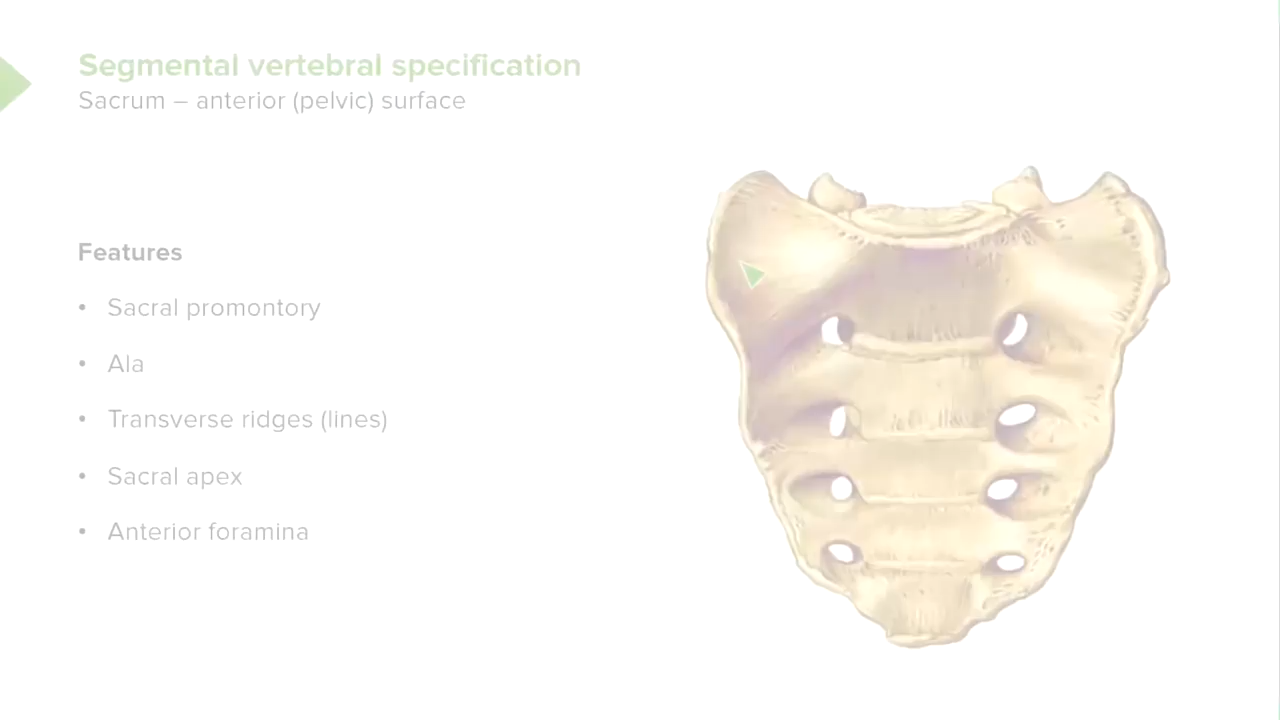 Segmental vertebral specification
Sacrum – anterior (pelvic) surface
Features
• Sacral promontory
• Ala
• Transverse ridges (lines)
• Sacral apex
• Anterior foramina